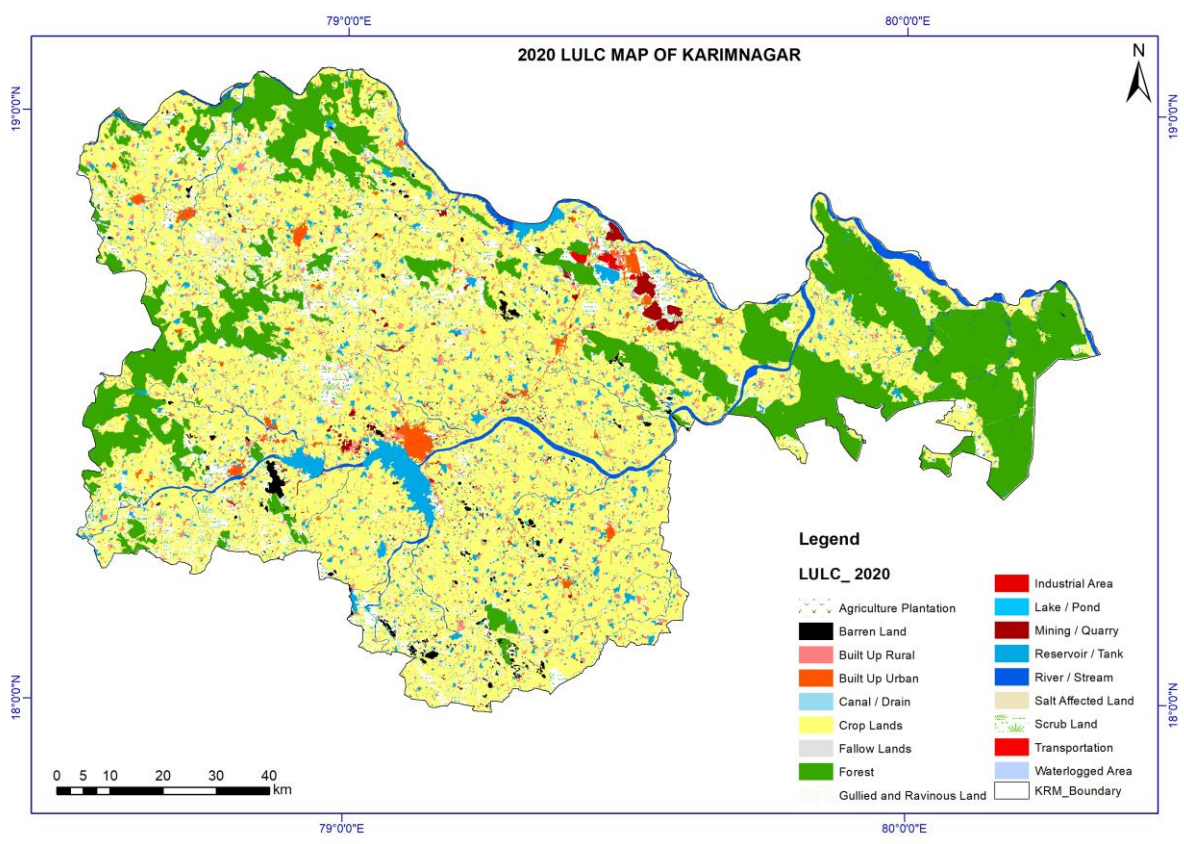 79°0'0"E 80°0'0"E
2020 LULC MAP OF KARIMNAGAR
N
19°0'0"N 19°0'0"N
Legend
LULC_ 2020
Agriculture Plantation
Barren Land
Built Up Rural
Built Up Urban
Canal / Drain
Crop Lands
Fallow Lands
Forest
Gullied and Ravinous Land
Industrial Area
Lake / Pond
Mining / Quarry
Reservoir / Tank
River / Stream
Salt Affected Land
Scrub Land
Transportation
Waterlogged Area
KRM_Boundary
18°0'0"N 18°0'0"N
0 5 10 20 30 40
km
79°0'0"E 80°0'0"E